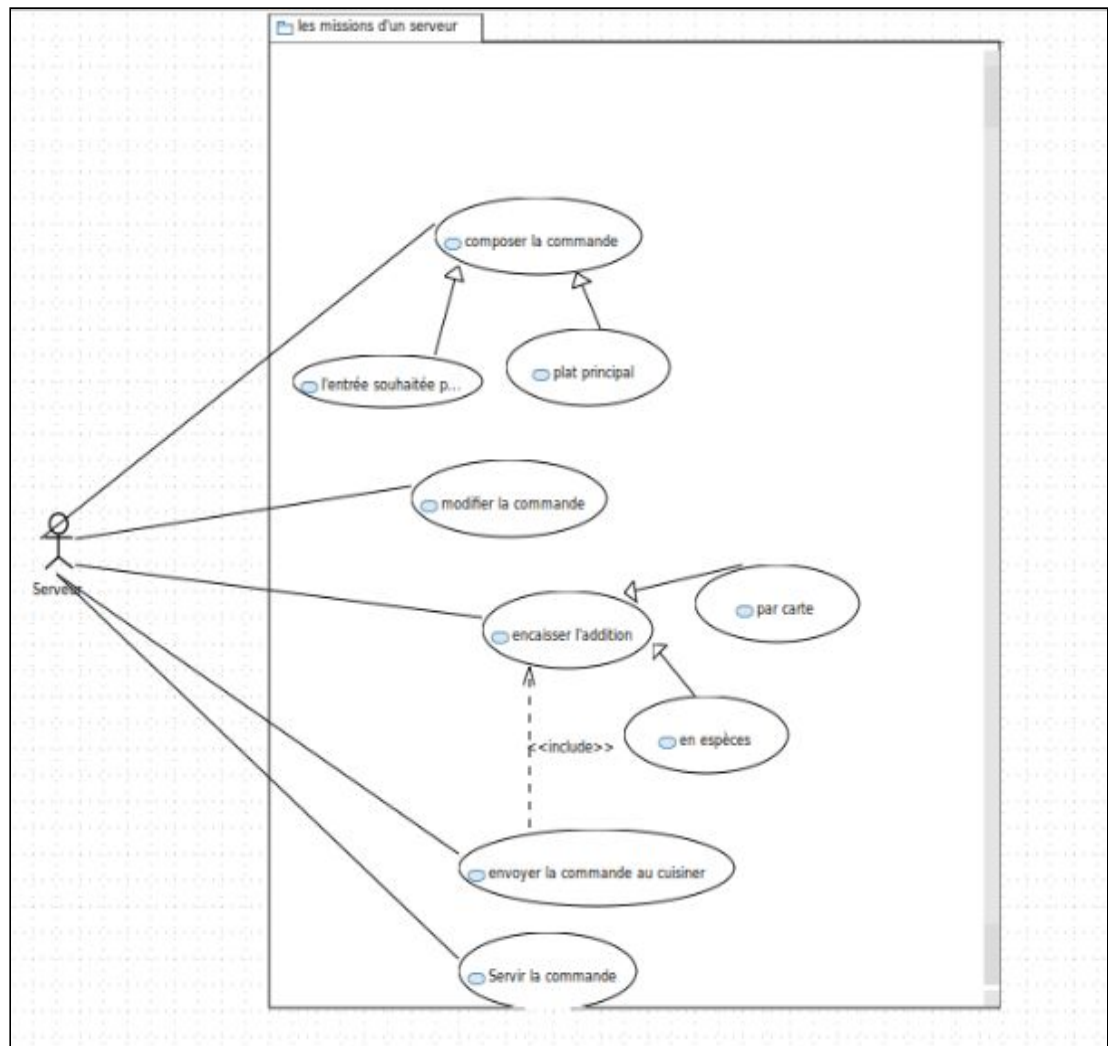 les missions d'un serveur
composer la commande
l'entrée souhaitée p...
plat principal
modifier la commande
Serveur
par carte
encaisser l'addition
en espèces
<<include>>
envoyer la commande au cuisiner
Servir la commande